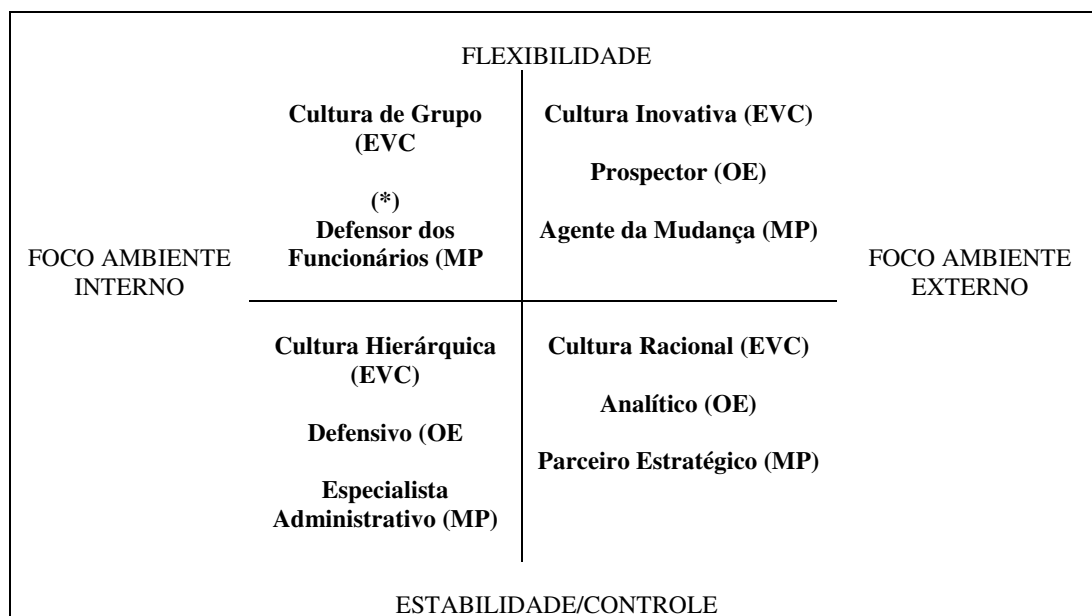 FLEXIBILIDADE
Cultura de Grupo
(EVC
(*)
Defensor dos
Funcionários (MP
Cultura Inovativa (EVC)
Prospector (OE)
Agente da Mudança (MP)
FOCO AMBIENTE
INTERNO
FOCO AMBIENTE
EXTERNO
Cultura Hierárquica
(EVC)
Defensivo (OE
Especialista
Administrativo (MP)
Cultura Racional (EVC)
Analítico (OE)
Parceiro Estratégico (MP)
ESTABILIDADE/CONTROLE